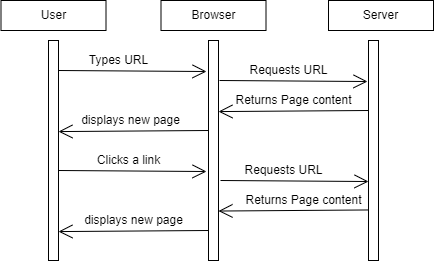 User
Browser
Server
Types URL
Requests URL
Returns Page content
displays new page
Clicks a link
Requests URL
Returns Page content
displays new page